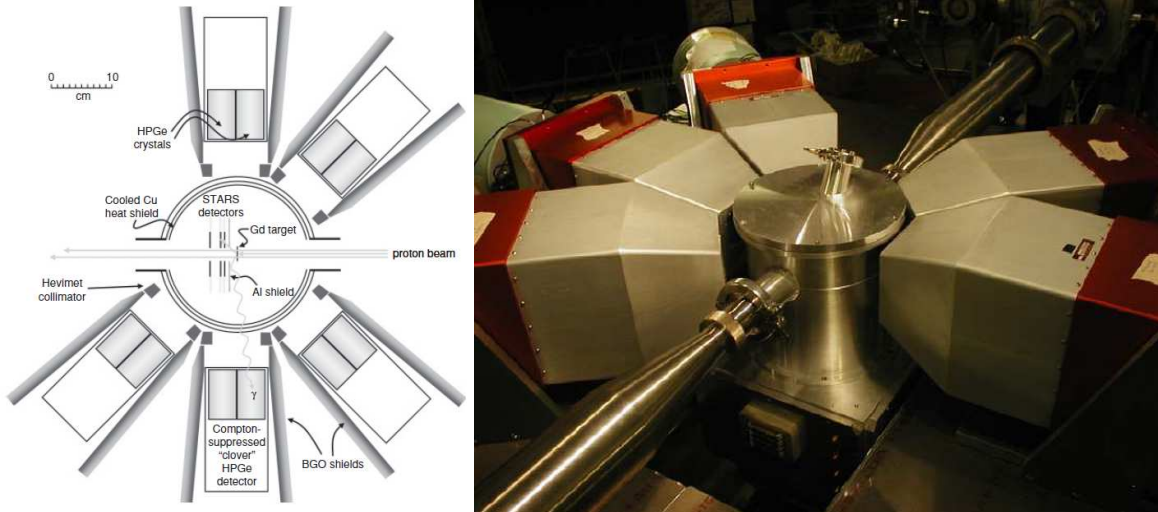 0 10
cm
HPGe
crystals
Cooled Cu
heat shield
STARS
detectors
Gd target
proton beam
Hevimet
collimator
Al shield
γ
Compton-
suppressed
"clover"
HPGe
detector
BGO shields